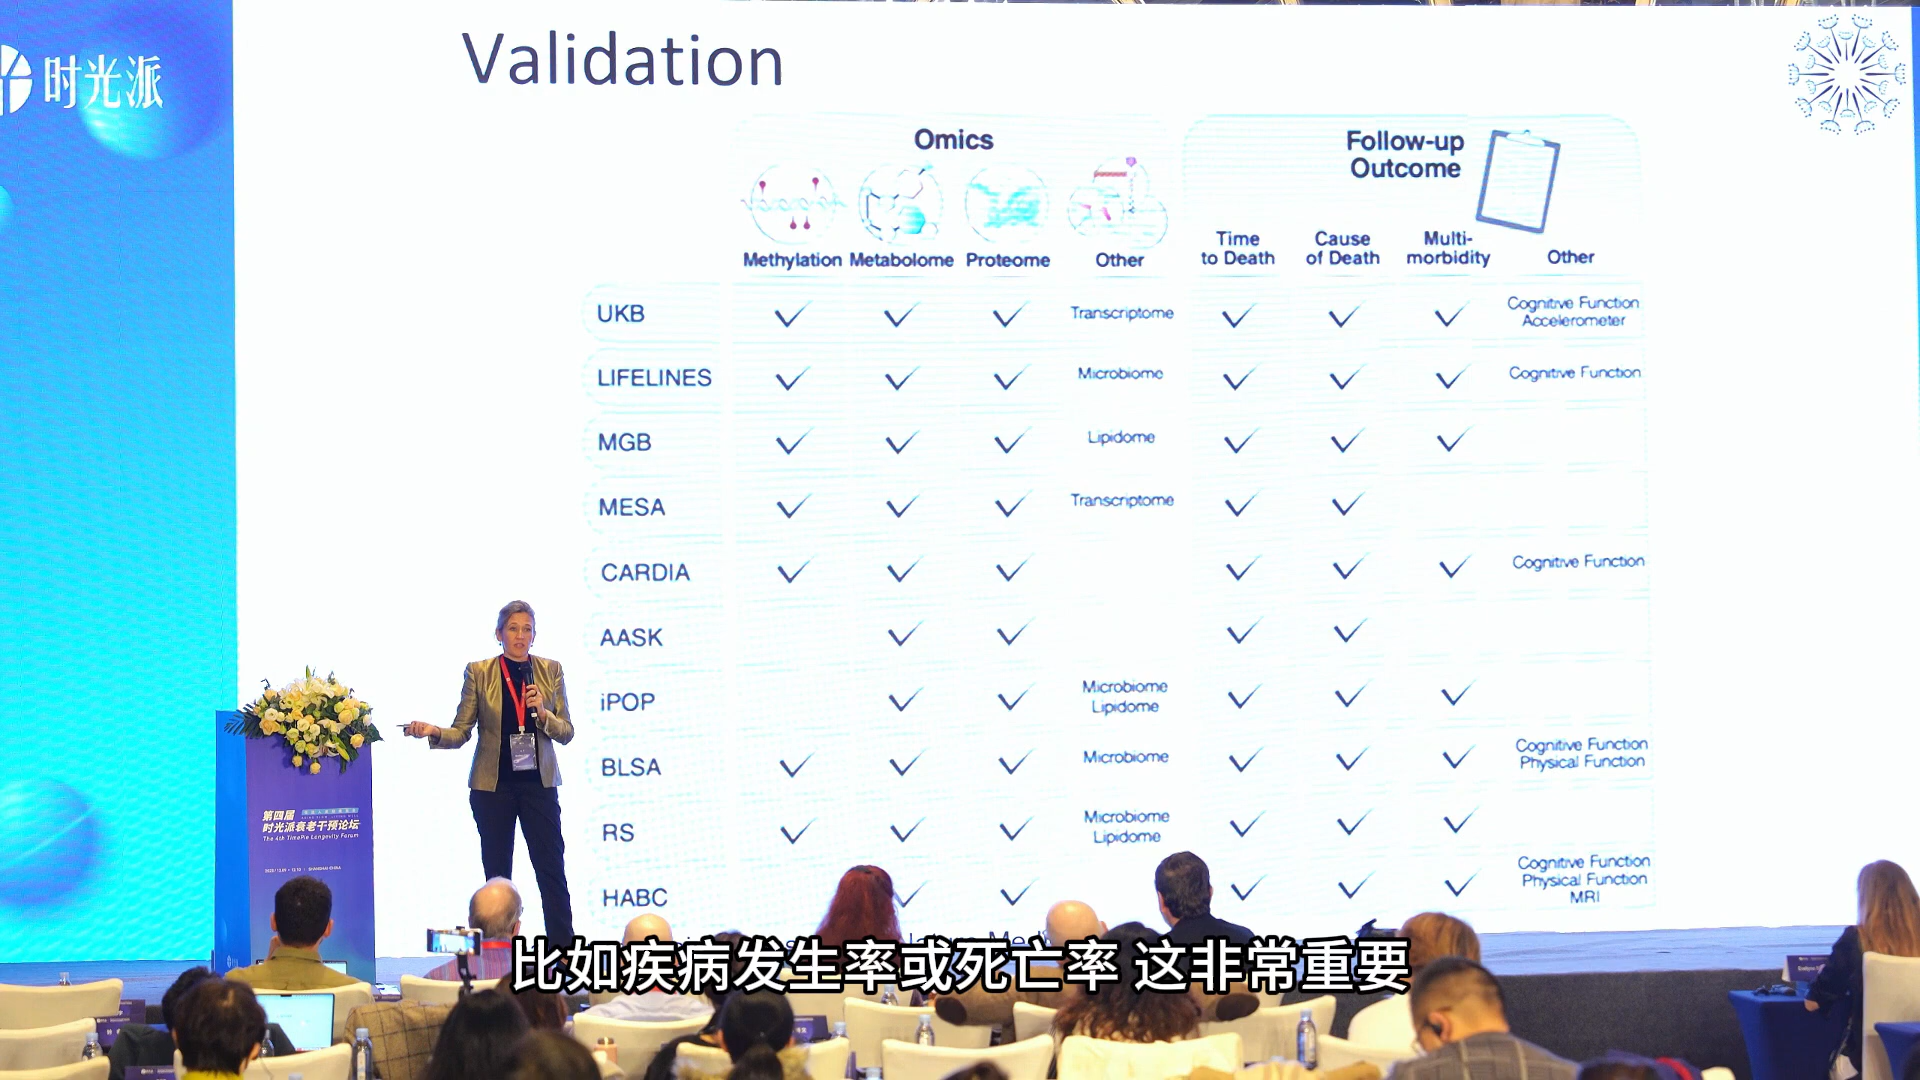 时光派
Validation
Omics
Follow-up
Outcome
Methylation Metabolome Proteome Other
Time
to Death
Cause
of Death
Multi-
morbidity
Other
UKB
Transcriptome
Cognitive Function
Accelerometer
LIFELINES
Microbiome
Cognitive Function
MGB
Lipidome
MESA
Transcriptome
CARDIA
Cognitive Function
AASK
iPOP
Microbiome
Lipidome
BLSA
Microbiome
Cognitive Function
Physical Function
RS
Microbiome
Lipidome
HABC
Cognitive Function
Physical Function
MRI
第四届
时光派衰老干预论坛
The 4th TimePie Longevity Forum
比如疾病发生率或死亡率 这非常重要